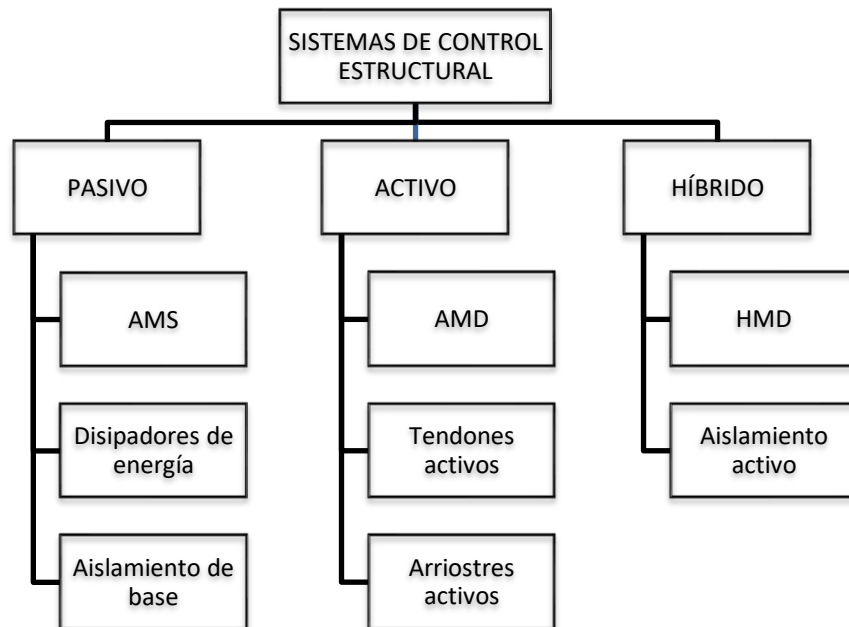 SISTEMAS DE CONTROL
ESTRUCTURAL
PASIVO
ACTIVO
HÍBRIDO
AMS
AMD
HMD
Disipadores de
energía
Tendones
activos
Aislamiento
activo
Aislamiento de
base
Arriostres
activos